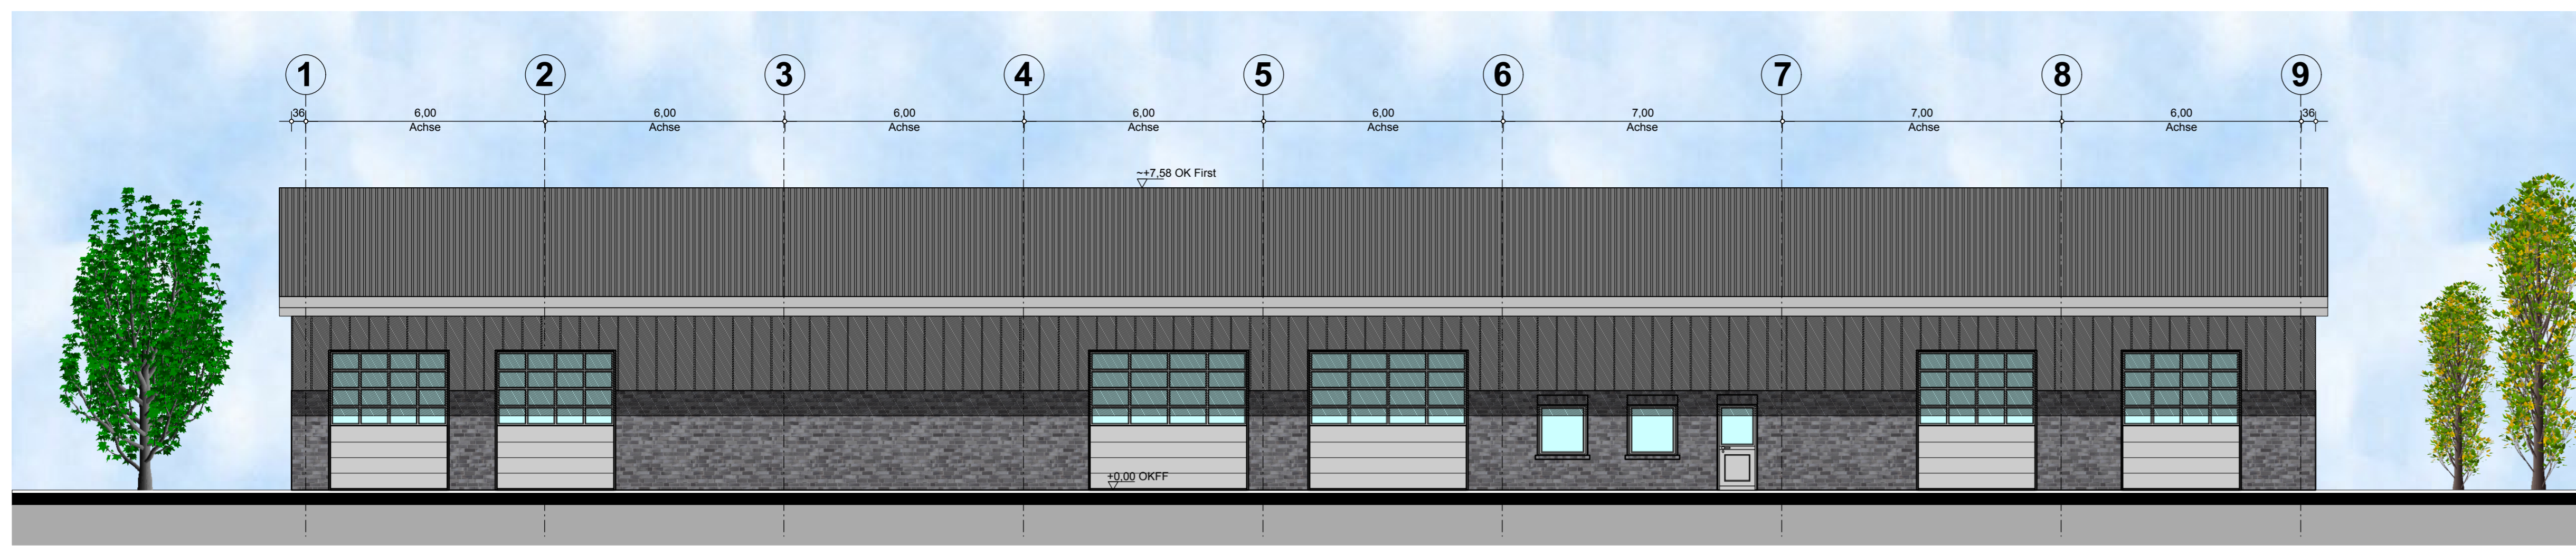 1 2 3 4 5 6 7 8 9
36 6,00 6,00 6,00 6,00 6,00 7,00 7,00 6,00 36
Achse Achse Achse Achse Achse Achse Achse Achse
~+7,58 OK First
+0,00 OKFF